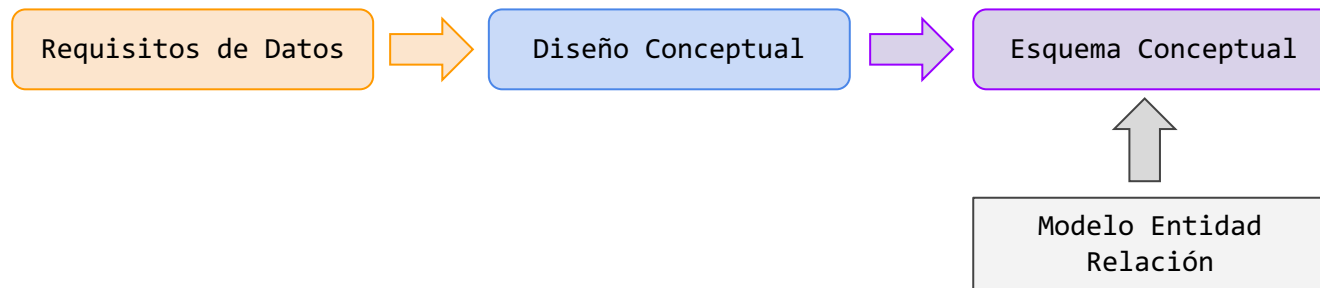 Requisitos de Datos
Diseño Conceptual
Esquema Conceptual
Modelo Entidad
Relación